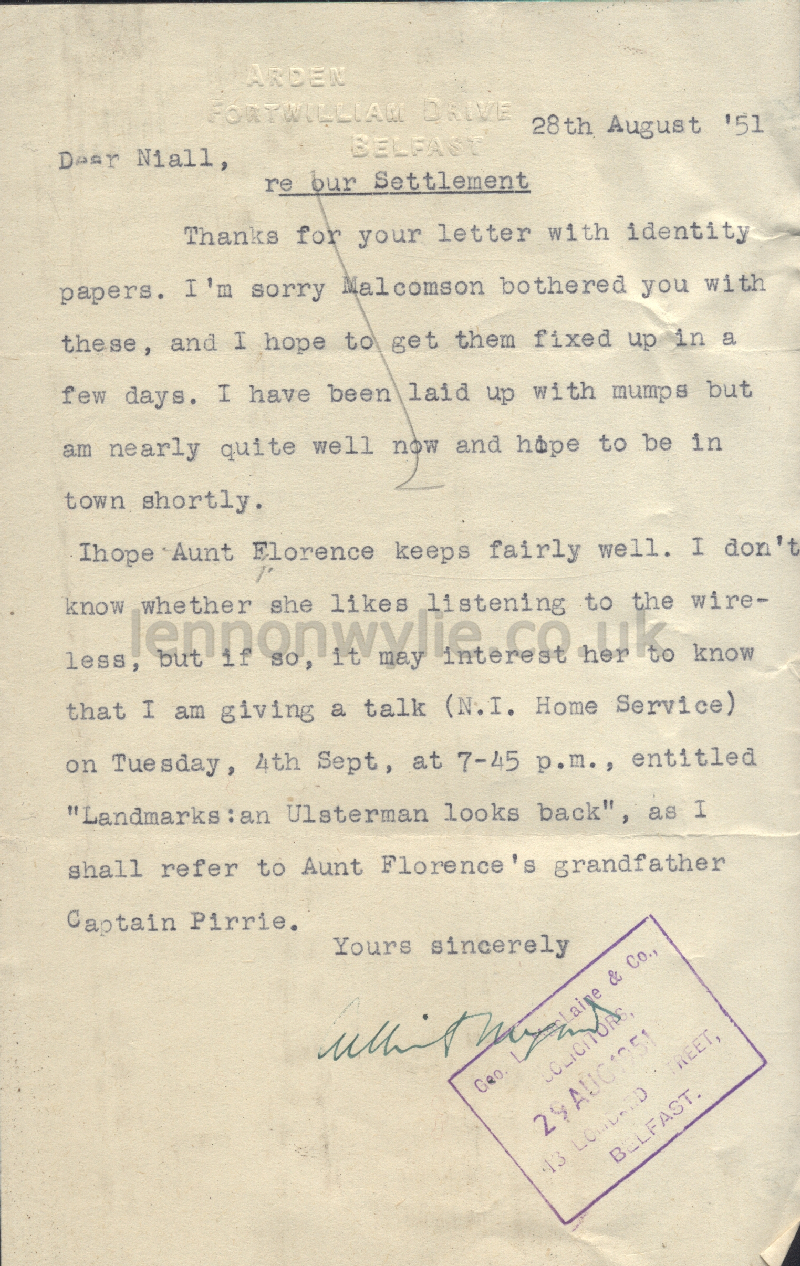 ARDEN
FORTWILLIAM DRIVE
BELFAST
28th August '51
Dear Niall,
re our Settlement
Thanks for your letter with identity
papers. I'm sorry Malcomson bothered you with
these, and I hope to get them fixed up in a
few days. I have been laid up with mumps but
am nearly quite well now and hope to be in
town shortly.
Ihope Aunt Florence keeps fairly well. I don't
know whether she likes listening to the wire-
less, but if so, it may interest her to know
that I am giving a talk (N.I. Home Service)
on Tuesday, 4th Sept, at 7-45 p.m., entitled
"Landmarks:an Ulsterman looks back", as I
shall refer to Aunt Florence's grandfather
Captain Pirrie.
Yours sincerely
Geo. L. & Co.,
SOLICITORS,
29 AUG 1951
STREET,
BELFAST.
lennonwylie.co.uk